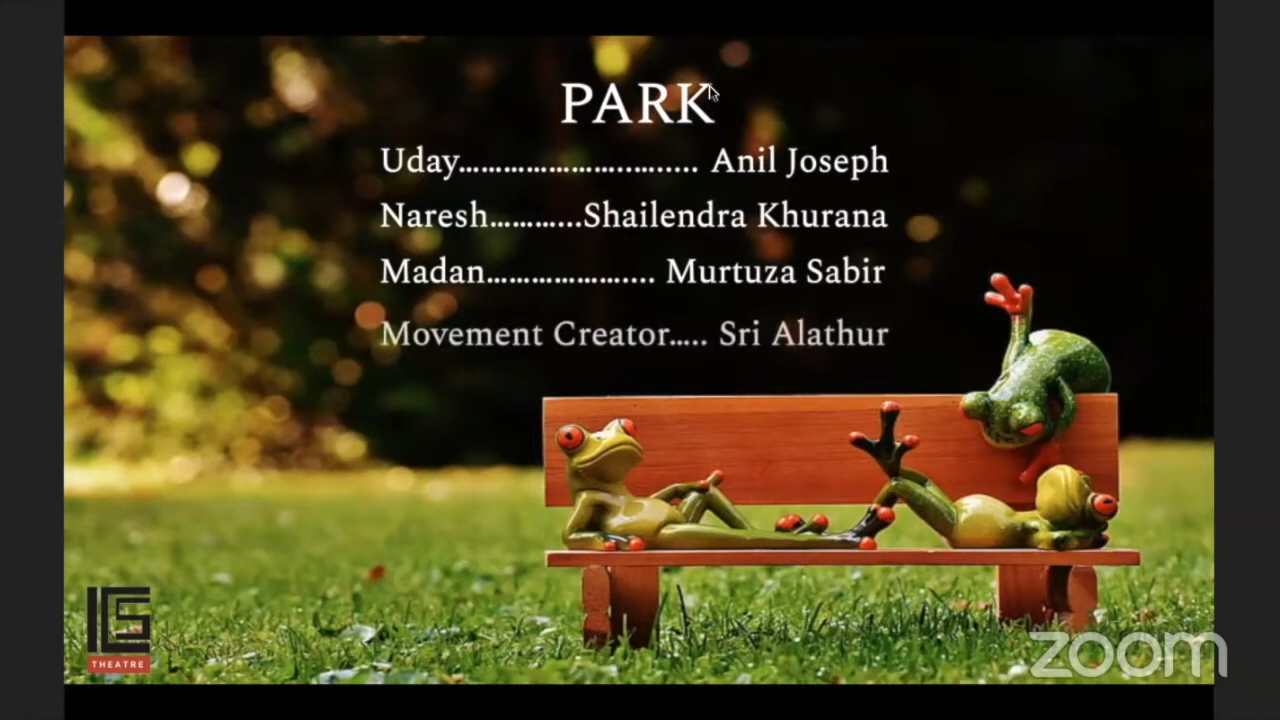 PARK
Uday........................... Anil Joseph
Naresh............Shailendra Khurana
Madan...................... Murtuza Sabir
Movement Creator..... Sri Alathur
THEATRE
zoom